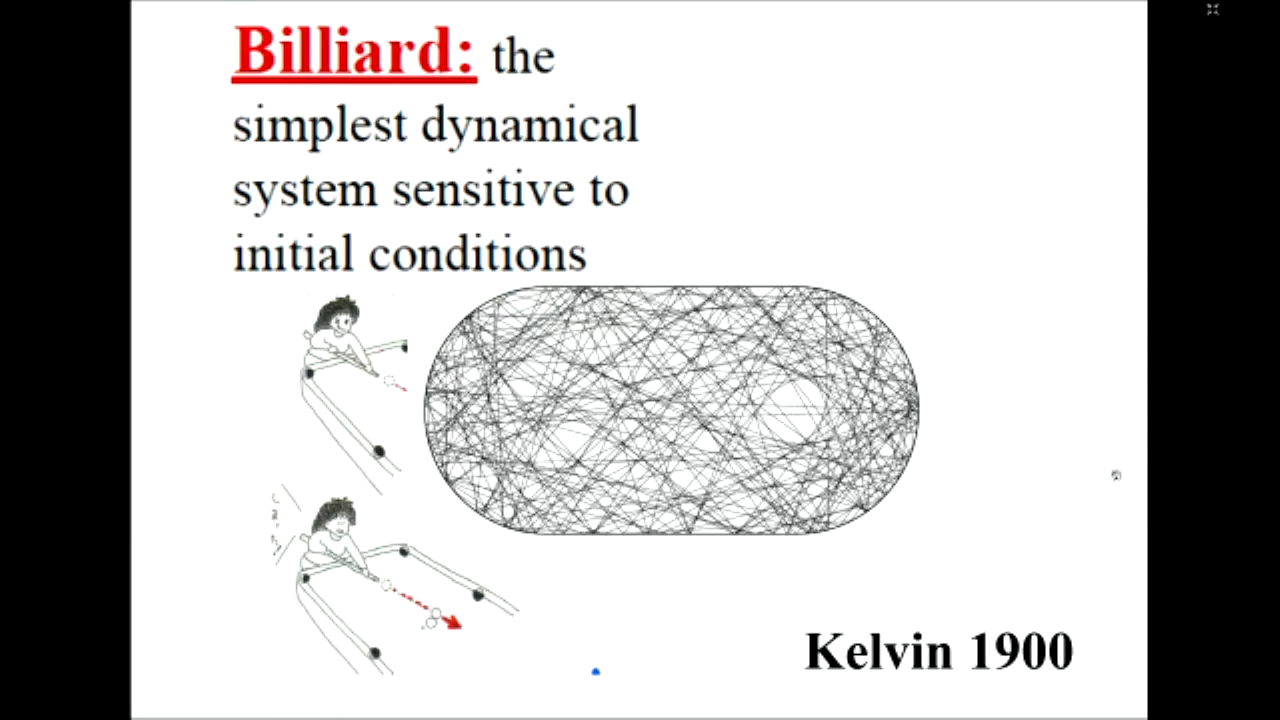 Billiard: the
simplest dynamical
system sensitive to
initial conditions
Kelvin 1900